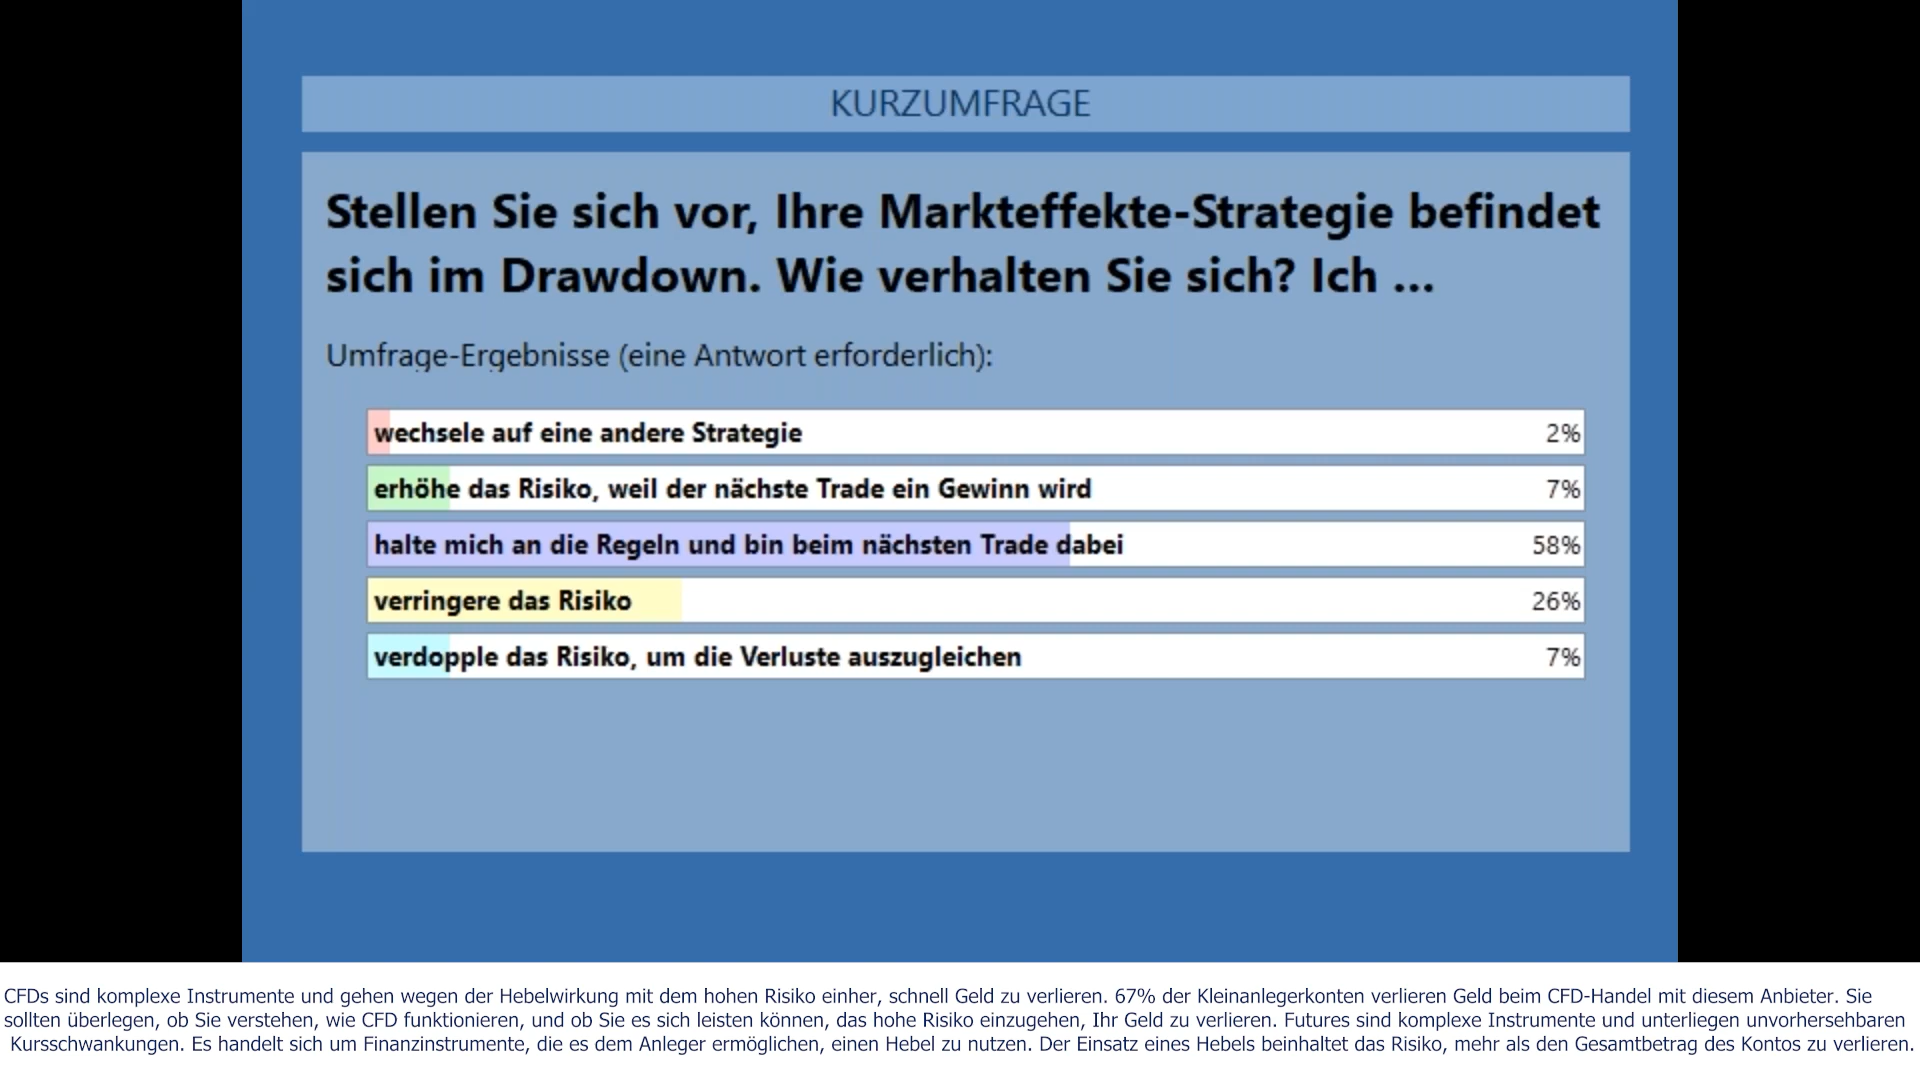 KURZUMFRAGE
Stellen Sie sich vor, Ihre Markteffekte-Strategie befindet
sich im Drawdown. Wie verhalten Sie sich? Ich ...
Umfrage-Ergebnisse (eine Antwort erforderlich):
wechsele auf eine andere Strategie 2%
erhöhe das Risiko, weil der nächste Trade ein Gewinn wird 7%
halte mich an die Regeln und bin beim nächsten Trade dabei 58%
verringere das Risiko 26%
verdopple das Risiko, um die Verluste auszugleichen 7%
CFDs sind komplexe Instrumente und gehen wegen der Hebelwirkung mit dem hohen Risiko einher, schnell Geld zu verlieren. 67% der Kleinanlegerkonten verlieren Geld beim CFD-Handel mit diesem Anbieter. Sie
sollten überlegen, ob Sie verstehen, wie CFD funktionieren, und ob Sie es sich leisten können, das hohe Risiko einzugehen, Ihr Geld zu verlieren. Futures sind komplexe Instrumente und unterliegen unvorhersehbaren
Kursschwankungen. Es handelt sich um Finanzinstrumente, die es dem Anleger ermöglichen, einen Hebel zu nutzen. Der Einsatz eines Hebels beinhaltet das Risiko, mehr als den Gesamtbetrag des Kontos zu verlieren.